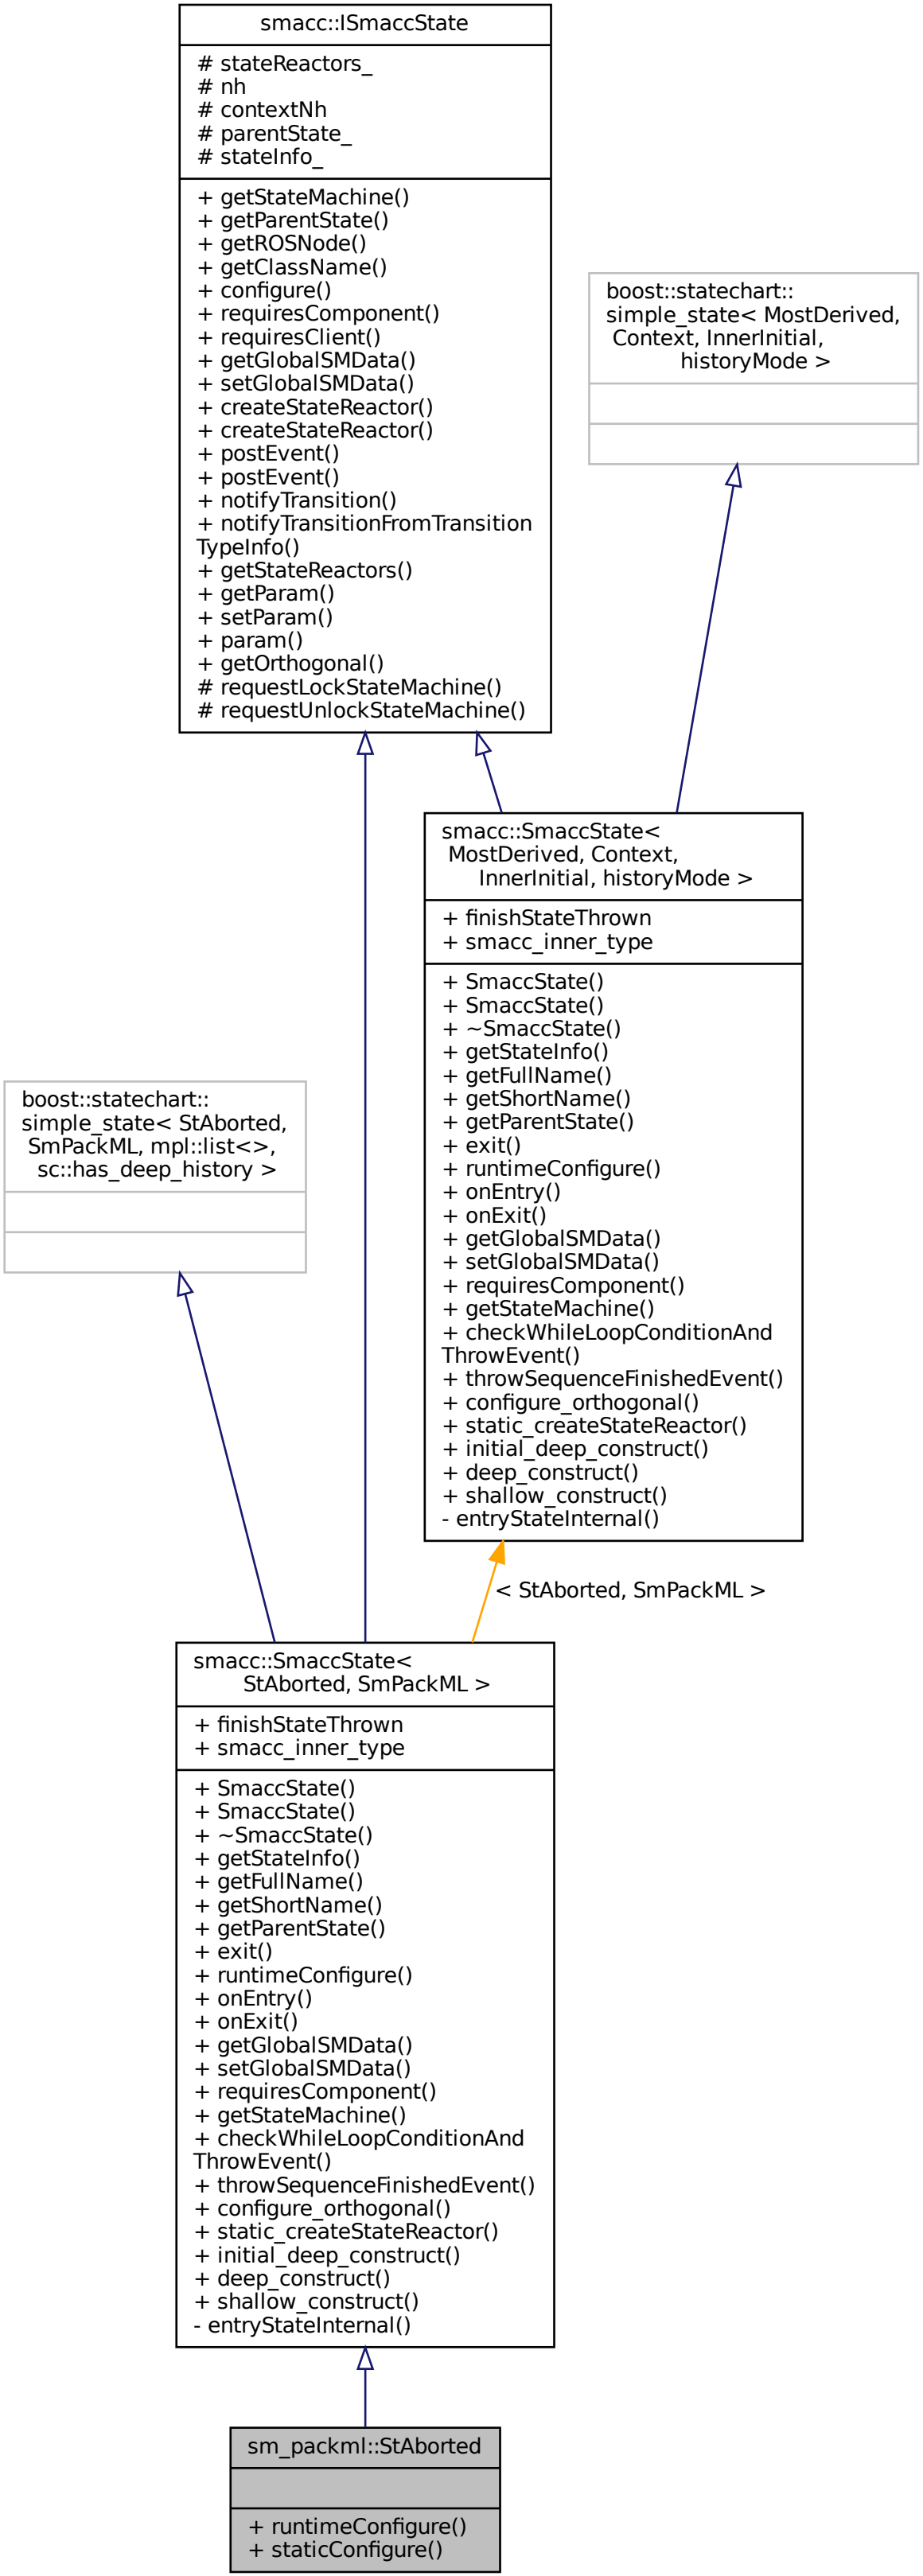 smacc::ISmaccState
# stateReactors_
# nh
# contextNh
# parentState_
# stateInfo_
+ getStateMachine()
+ getParentState()
+ getROSNode()
+ getClassName()
+ configure()
+ requiresComponent()
+ requiresClient()
+ getGlobalSMData()
+ setGlobalSMData()
+ createStateReactor()
+ createStateReactor()
+ postEvent()
+ postEvent()
+ notifyTransition()
+ notifyTransitionFromTransition
TypeInfo()
+ getStateReactors()
+ getParam()
+ setParam()
+ param()
+ getOrthogonal()
# requestLockStateMachine()
# requestUnlockStateMachine()
boost::statechart::
simple_state< MostDerived,
Context, InnerInitial,
historyMode >
smacc::SmaccState<
MostDerived, Context,
InnerInitial, historyMode >
+ finishStateThrown
+ smacc_inner_type
+ SmaccState()
+ SmaccState()
+ ~SmaccState()
+ getStateInfo()
+ getFullName()
+ getShortName()
+ getParentState()
+ exit()
+ runtimeConfigure()
+ onEntry()
+ onExit()
+ getGlobalSMData()
+ setGlobalSMData()
+ requiresComponent()
+ getStateMachine()
+ checkWhileLoopConditionAnd
ThrowEvent()
+ throwSequenceFinishedEvent()
+ configure_orthogonal()
+ static_createStateReactor()
+ initial_deep_construct()
+ deep_construct()
+ shallow_construct()
- entryStateInternal()
boost::statechart::
simple_state< StAborted,
SmPackML, mpl::list<>,
sc::has_deep_history >
< StAborted, SmPackML >
smacc::SmaccState<
StAborted, SmPackML >
+ finishStateThrown
+ smacc_inner_type
+ SmaccState()
+ SmaccState()
+ ~SmaccState()
+ getStateInfo()
+ getFullName()
+ getShortName()
+ getParentState()
+ exit()
+ runtimeConfigure()
+ onEntry()
+ onExit()
+ getGlobalSMData()
+ setGlobalSMData()
+ requiresComponent()
+ getStateMachine()
+ checkWhileLoopConditionAnd
ThrowEvent()
+ throwSequenceFinishedEvent()
+ configure_orthogonal()
+ static_createStateReactor()
+ initial_deep_construct()
+ deep_construct()
+ shallow_construct()
- entryStateInternal()
sm_packml::StAborted
+ runtimeConfigure()
+ staticConfigure()